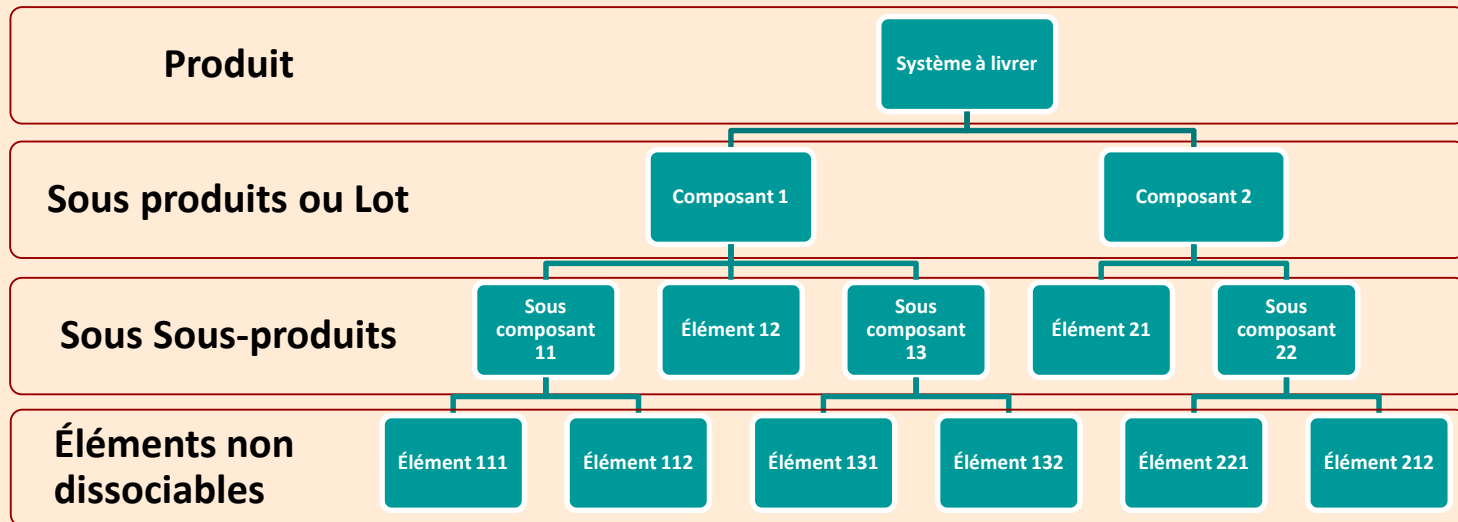 Produit
Système à livrer
Sous produits ou Lot
Composant 1
Composant 2
Sous Sous-produits
Sous
composant
11
Élément 12
Sous
composant
13
Élément 21
Sous
composant
22
Éléments non
dissociables
Élément 111
Élément 112
Élément 131
Élément 132
Élément 221
Élément 212